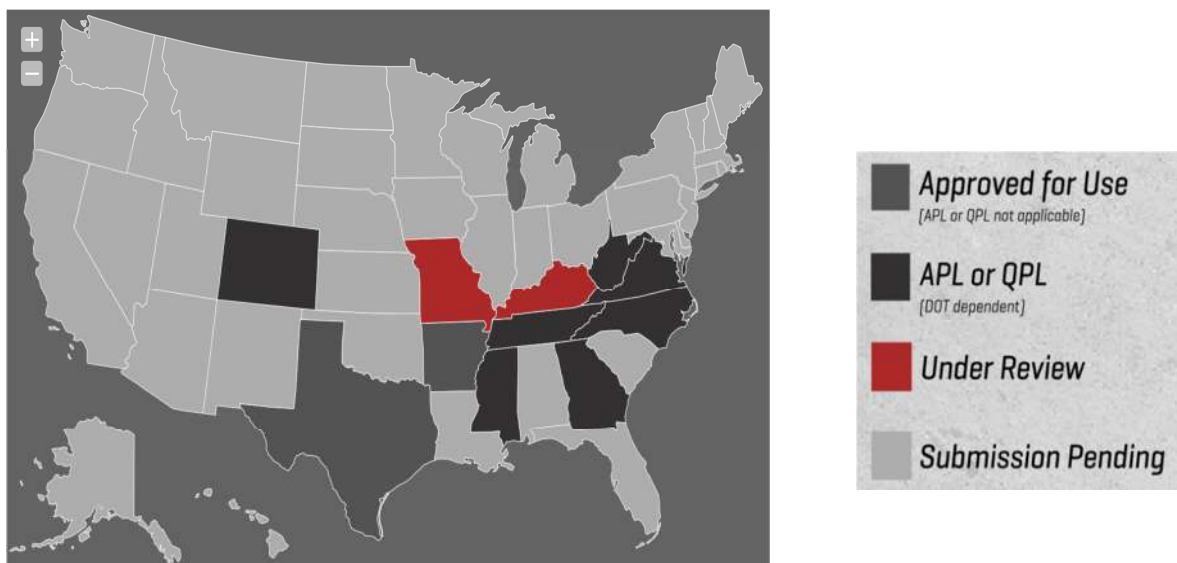 +
−
Approved for Use
[APL or QPL not applicable]
APL or QPL
[DOT dependent]
Under Review
Submission Pending